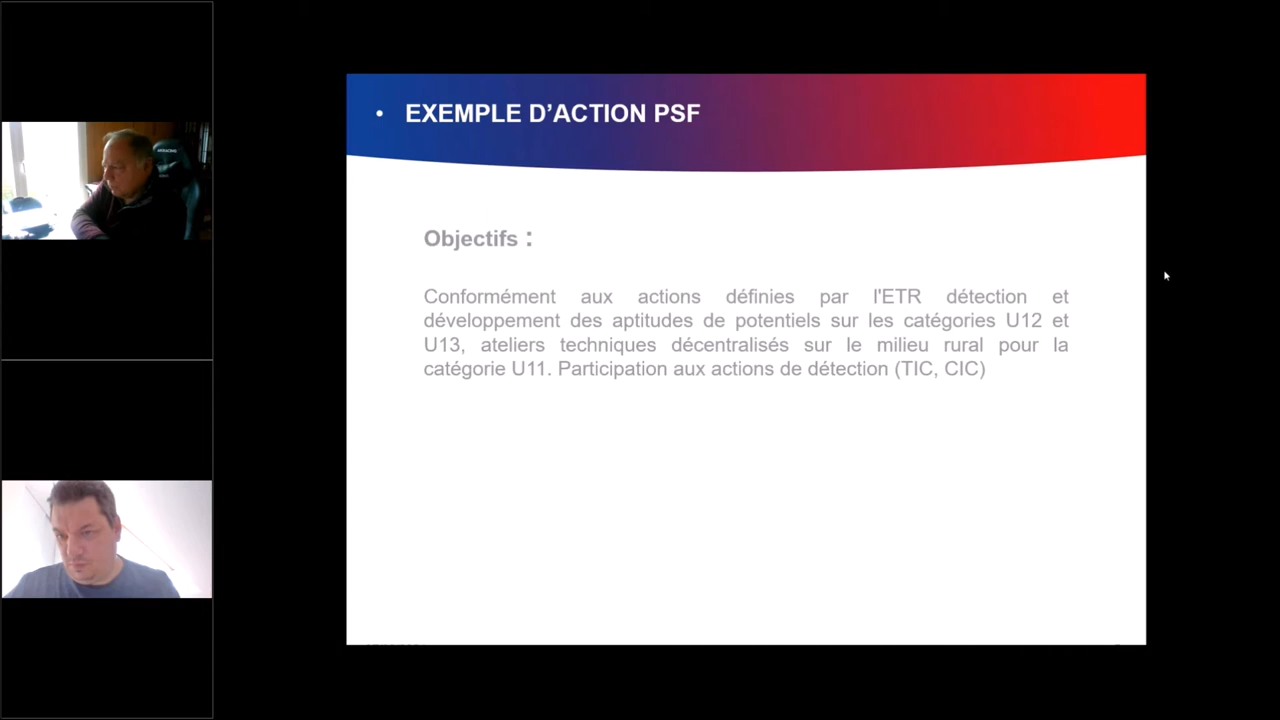 • EXEMPLE D'ACTION PSF
Objectifs :
Conformément aux actions définies par l'ETR détection et
développement des aptitudes de potentiels sur les catégories U12 et
U13, ateliers techniques décentralisés sur le milieu rural pour la
catégorie U11. Participation aux actions de détection (TIC, CIC)